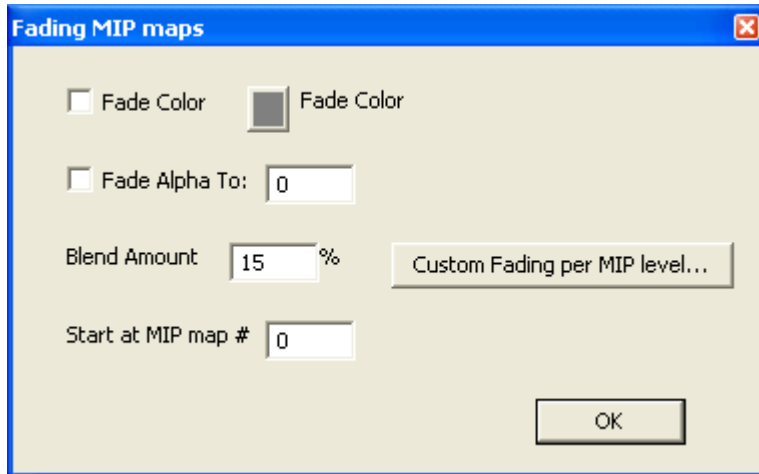 Fading MIP maps
Fade Color Fade Color
Fade Alpha To: 0
Blend Amount 15 % Custom Fading per MIP level...
Start at MIP map # 0
OK